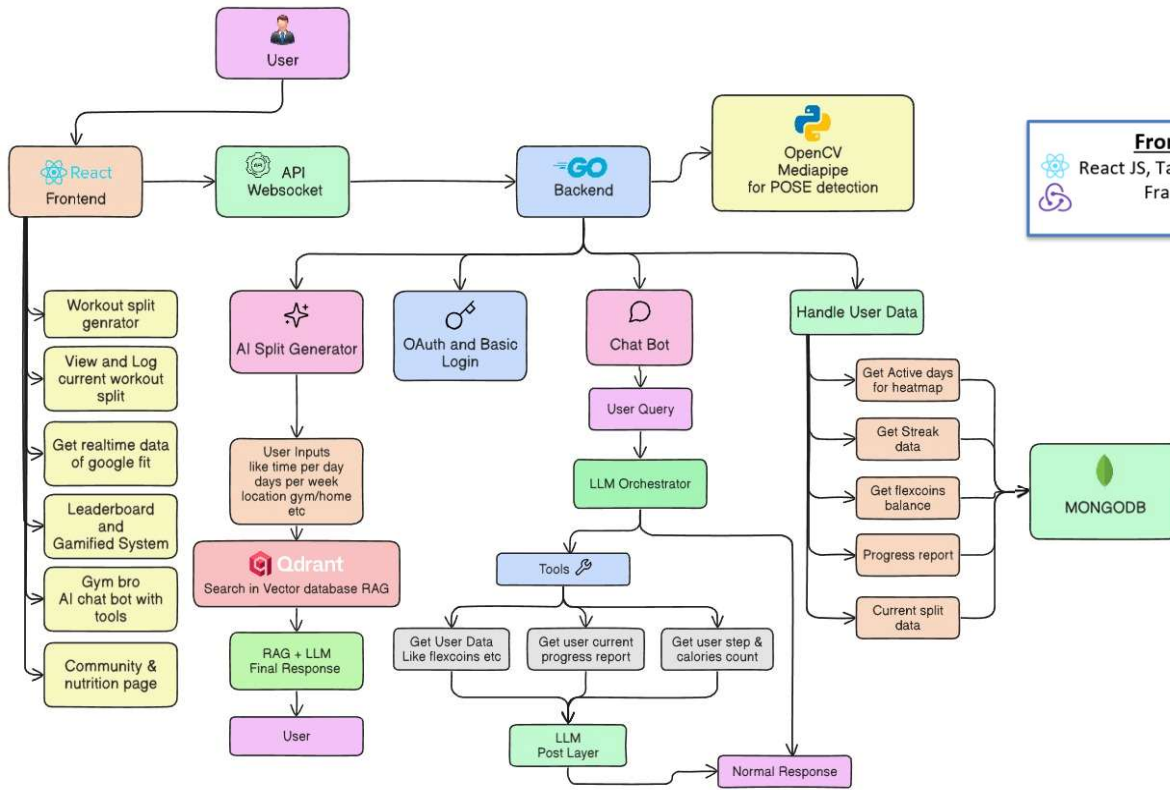 User
React
Frontend
API
Websocket
GO
Backend
OpenCV
Mediapipe
for POSE detection
Fron
React JS, Ta
Fra
Workout split
genrator
View and Log
current workout
split
Get realtime data
of google fit
Leaderboard
and
Gamified System
Gym bro
AI chat bot with
tools
Community &
nutrition page
AI Split Generator
User Inputs
like time per day
days per week
location gym/home
etc
Qdrant
Search in Vector database RAG
RAG + LLM
Final Response
User
OAuth and Basic
Login
Chat Bot
User Query
LLM Orchestrator
Tools
Get User Data
Like flexcoins etc
Get user current
progress report
Get user step &
calories count
LLM
Post Layer
Normal Response
Handle User Data
Get Active days
for heatmap
Get Streak
data
Get flexcoins
balance
Progress report
Current split
data
MONGODB